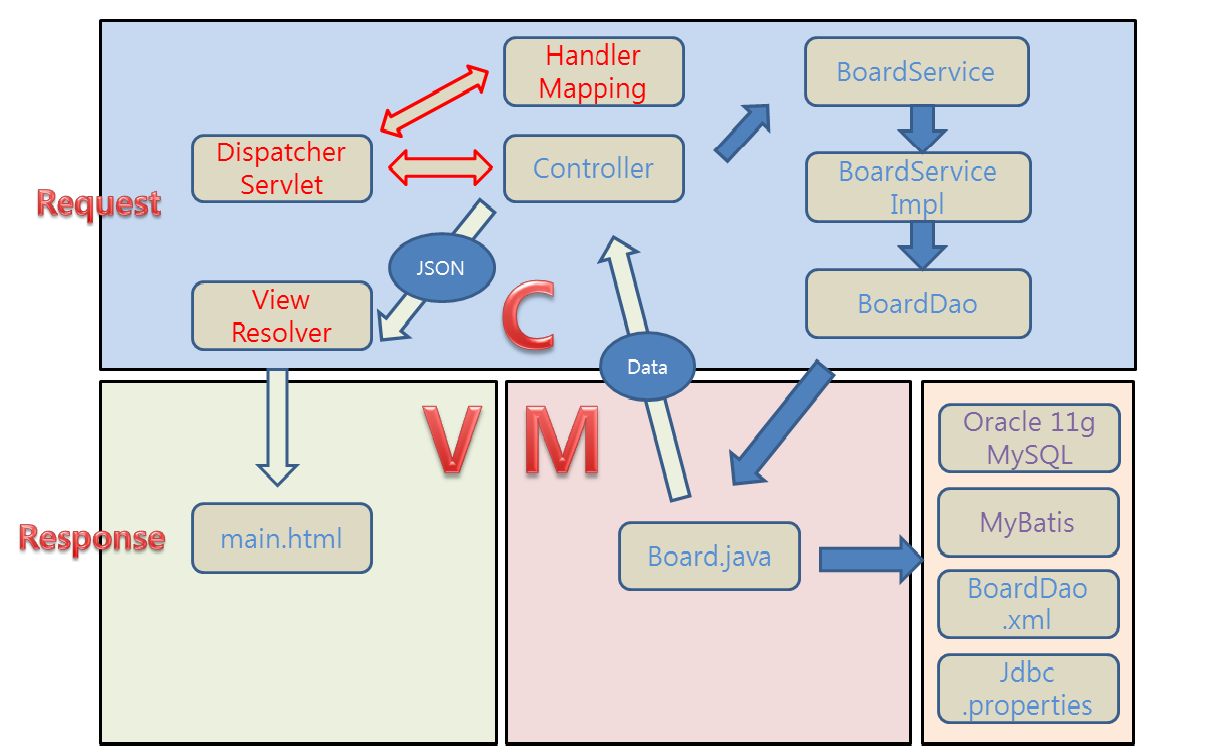 Handler
Mapping
BoardService
Dispatcher
Servlet
Controller
BoardService
Impl
Request
JSON
View
Resolver
C
BoardDao
Data
V
M
Oracle 11g
MySQL
Response
main.html
Board.java
MyBatis
BoardDao
.xml
Jdbc
.properties